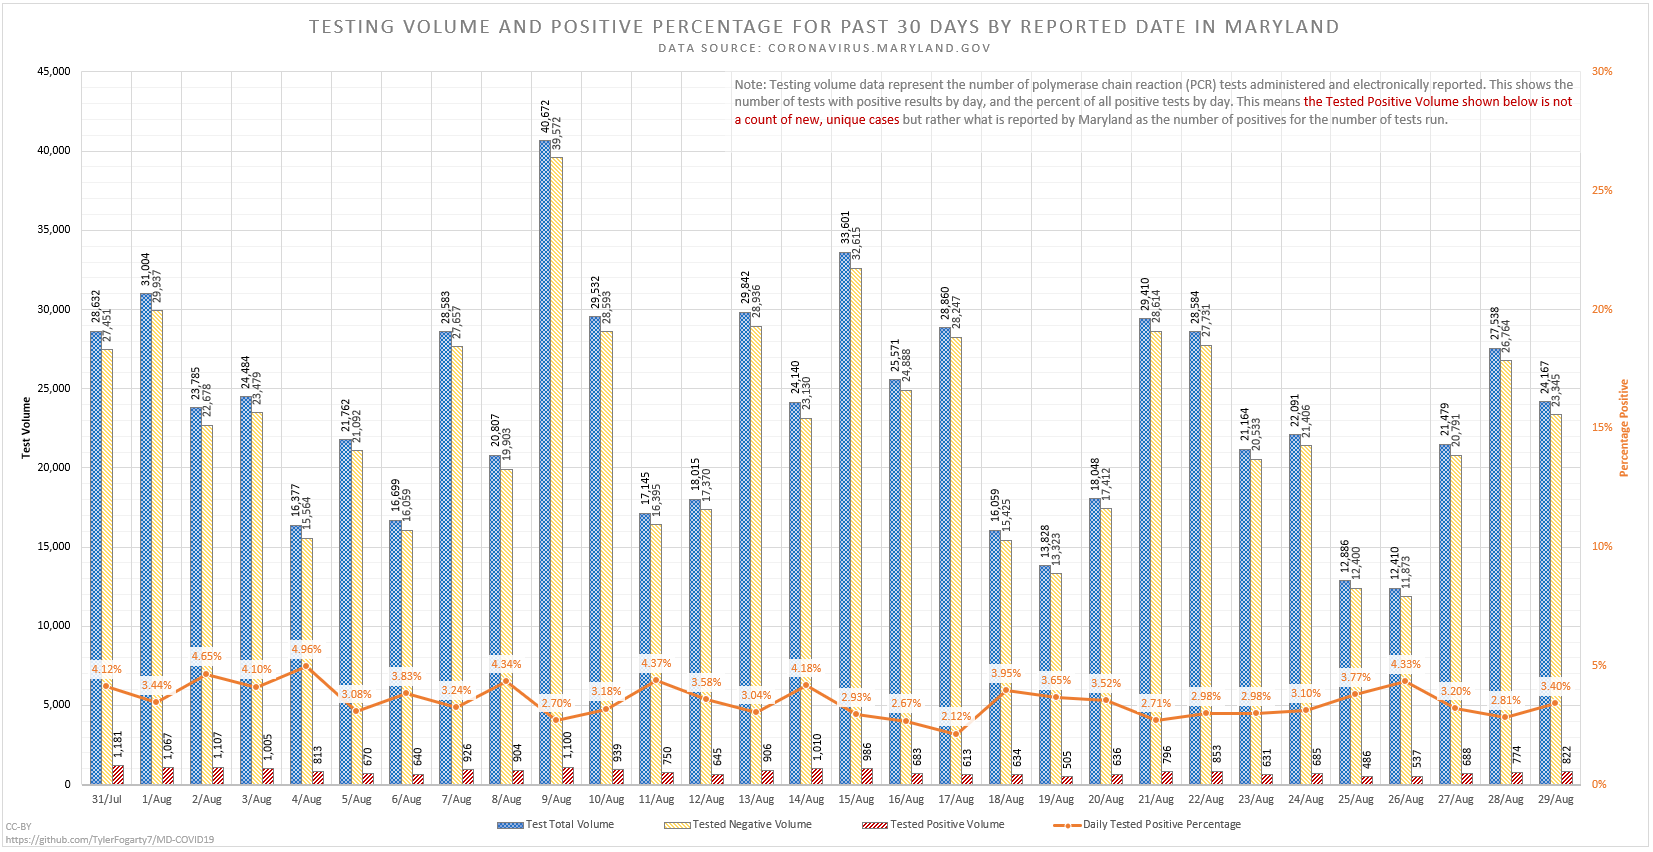 TESTING VOLUME AND POSITIVE PERCENTAGE FOR PAST 30 DAYS BY REPORTED DATE IN MARYLAND
DATA SOURCE: CORONAVIRUS.MARYLAND.GOV
Note: Testing volume data represent the number of polymerase chain reaction (PCR) tests administered and electronically reported. This shows the
number of tests with positive results by day, and the percent of all positive tests by day. This means the Tested Positive Volume shown below is not
a count of new, unique cases but rather what is reported by Maryland as the number of positives for the number of tests run.
Test Volume
45,000
40,000
35,000
30,000
25,000
20,000
15,000
10,000
5,000
0
Percentage Positive
30%
25%
20%
15%
10%
5%
0%
28,632 27,451 4.12% 1,181
31,004 29,937 3.44% 1,067
23,785 22,678 4.65% 1,107
24,484 23,479 4.10% 1,005
16,377 15,564 4.96% 813
21,762 21,092 3.08% 670
16,699 16,059 3.83% 640
28,583 27,657 3.24% 926
20,807 19,903 4.34% 904
40,672 39,572 2.70% 1,100
29,532 28,593 3.18% 939
17,145 16,395 4.37% 750
18,015 17,370 3.58% 645
29,842 28,936 3.04% 906
24,140 23,130 4.18% 1,010
33,601 32,615 2.93% 986
25,571 24,888 2.67% 683
28,860 28,247 2.12% 613
16,059 15,425 3.95% 634
13,828 13,323 3.65% 505
18,048 17,412 3.52% 636
29,410 28,614 2.71% 796
28,584 27,731 2.98% 853
21,164 20,533 2.98% 631
22,091 21,406 3.10% 685
12,886 12,400 3.77% 486
12,410 11,873 4.33% 537
21,479 20,791 3.20% 688
27,538 26,764 2.81% 774
24,167 23,345 3.40% 822
31/Jul 1/Aug 2/Aug 3/Aug 4/Aug 5/Aug 6/Aug 7/Aug 8/Aug 9/Aug 10/Aug 11/Aug 12/Aug 13/Aug 14/Aug 15/Aug 16/Aug 17/Aug 18/Aug 19/Aug 20/Aug 21/Aug 22/Aug 23/Aug 24/Aug 25/Aug 26/Aug 27/Aug 28/Aug 29/Aug
Test Total Volume Tested Negative Volume Tested Positive Volume Daily Tested Positive Percentage
CC-BY
https://github.com/TylerFogarty7/MD-COVID19